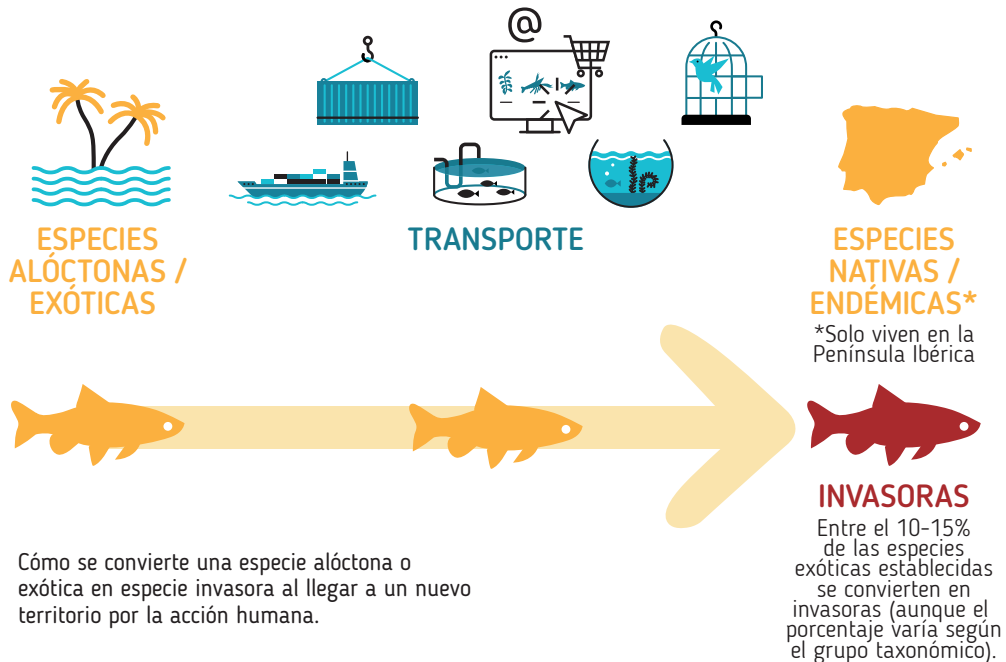 @
ESPECIES
ALÓCTONAS /
EXÓTICAS
TRANSPORTE
ESPECIES
NATIVAS /
ENDÉMICAS*
*Solo viven en la
Península Ibérica
INVASORAS
Entre el 10-15%
de las especies
exóticas establecidas
se convierten en
invasoras (aunque el
porcentaje varía según
el grupo taxonómico).
Cómo se convierte una especie alóctona o
exótica en especie invasora al llegar a un nuevo
territorio por la acción humana.